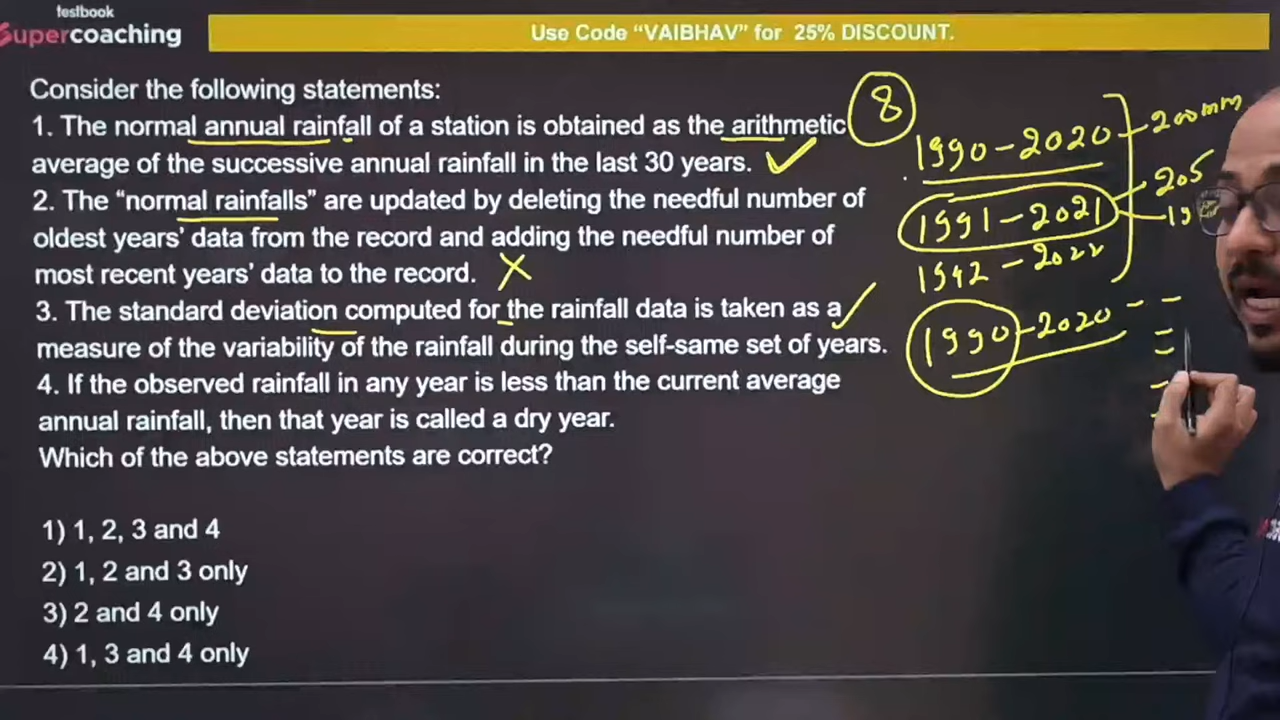 testbook
Supercoaching
Use Code “VAIBHAV” for 25% DISCOUNT.
Consider the following statements:
1. The normal annual rainfall of a station is obtained as the arithmetic
average of the successive annual rainfall in the last 30 years.
2. The “normal rainfalls” are updated by deleting the needful number of
oldest years’ data from the record and adding the needful number of
most recent years’ data to the record.
3. The standard deviation computed for the rainfall data is taken as a
measure of the variability of the rainfall during the self-same set of years.
4. If the observed rainfall in any year is less than the current average
annual rainfall, then that year is called a dry year.
Which of the above statements are correct?
1) 1, 2, 3 and 4
2) 1, 2 and 3 only
3) 2 and 4 only
4) 1, 3 and 4 only
8
1990 - 2020 - 200mm
1991 - 2021 205
1942 - 2022
1990 - 2020 - -